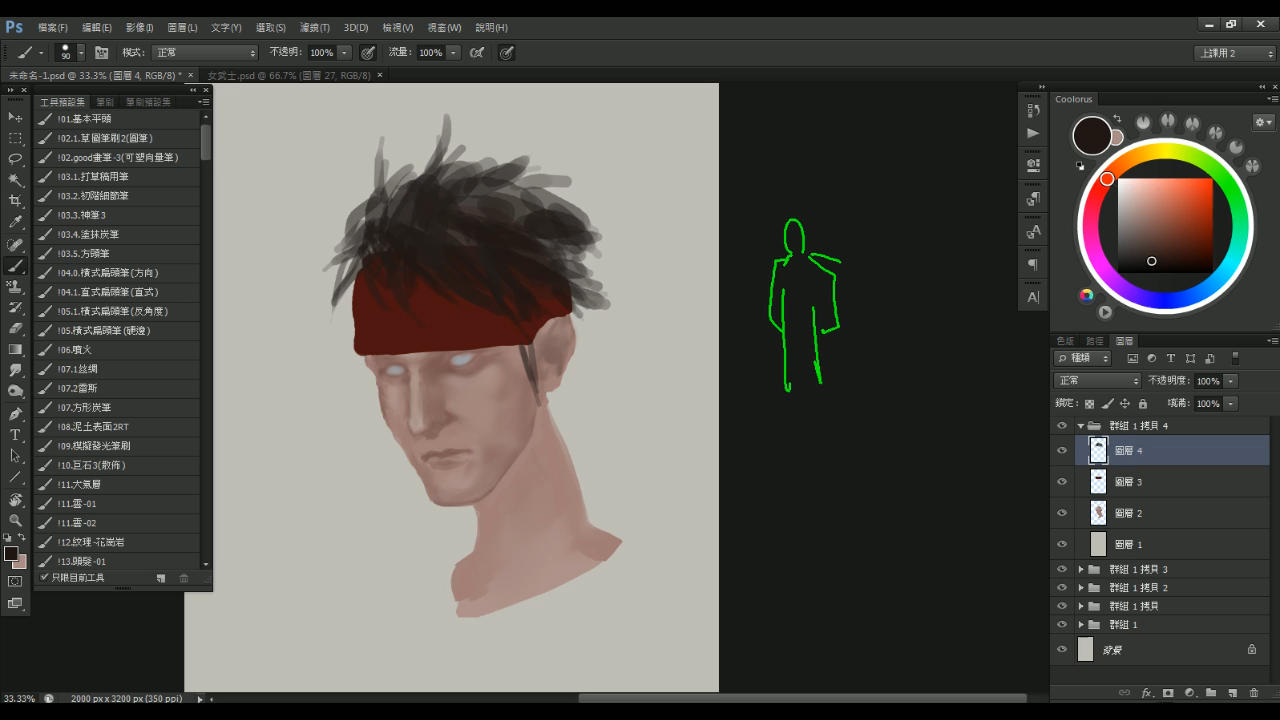 Ps 檔案(F) 編輯(E) 影像(I) 圖層(L) 文字(Y) 選取(S) 濾鏡(T) 3D(D) 檢視(V) 視窗(W) 說明(H)
90 模式: 正常 不透明: 100% 流量: 100% 上課用 2
未命名-1.psd @ 33.3% (圖層 4, RGB/8) * × 女武士.psd @ 66.7% (圖層 27, RGB/8) ×
工具預設集 筆刷 筆刷預設集
!01.基本平頭
!02.1.草圖筆刷2(圓筆)
!02.good畫筆-3(可塑向量筆)
!03.1.打草稿用筆
!03.2.初階細節筆
!03.3.神筆3
!03.4.塗抹炭筆
!03.5.方頭筆
!04.0.橫式扁頭筆(方向)
!04.1.直式扁頭筆(直式)
!05.1.橫式扁頭筆(反角度)
!05.橫式扁頭筆(硬邊)
!06.噴火
!07.1絲綢
!07.2雷斯
!07.方形炭筆
!08.泥土表面2RT
!09.模擬發光筆刷
!10.巨石3(散佈)
!11.大氣層
!11.雲-01
!11.雲-02
!12.紋理-花崗岩
!13.頭髮-01
只限目前工具
Coolorus
色版 路徑 圖層
種類
正常 不透明度: 100%
鎖定: 填滿: 100%
群組 1 拷貝 4
圖層 4
圖層 3
圖層 2
圖層 1
群組 1 拷貝 3
群組 1 拷貝 2
群組 1 拷貝
群組 1
背景
33.33% 2000 px x 3200 px (350 ppi)